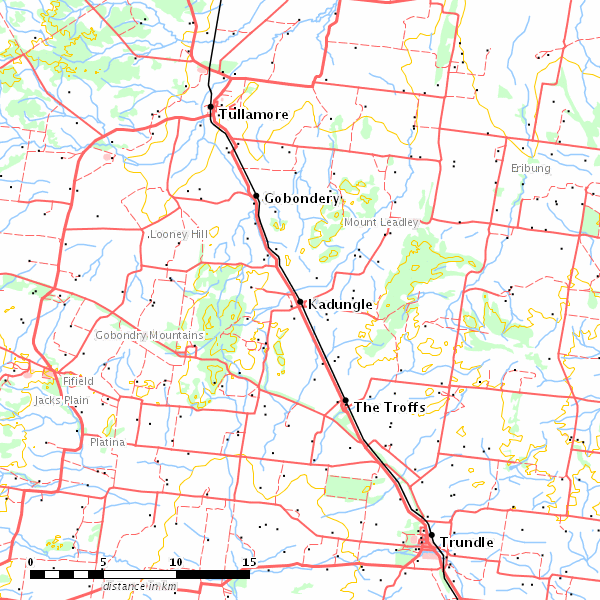 Tullamore
Eribung
Gobondery
Mount Leadley
Looney Hill
Kadungle
Gobondry Mountains
Fifield
Jacks Plain
The Troffs
Platina
Trundle
0 5 10 15
distance in km